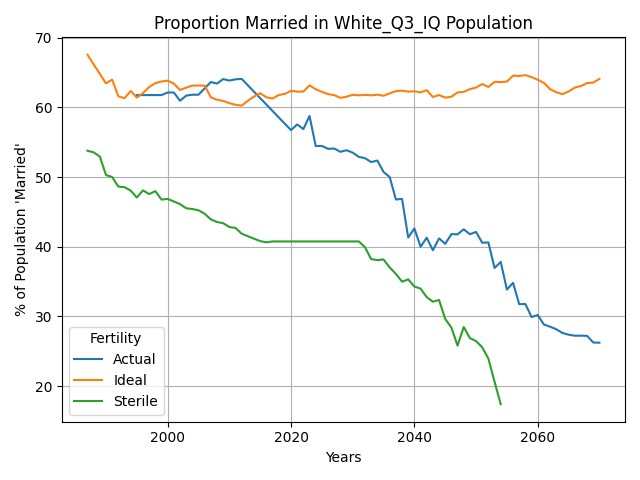 Proportion Married in White_Q3_IQ Population
% of Population 'Married'
70
60
50
40
30
20
Fertility
Actual
Ideal
Sterile
2000 2020 2040 2060
Years